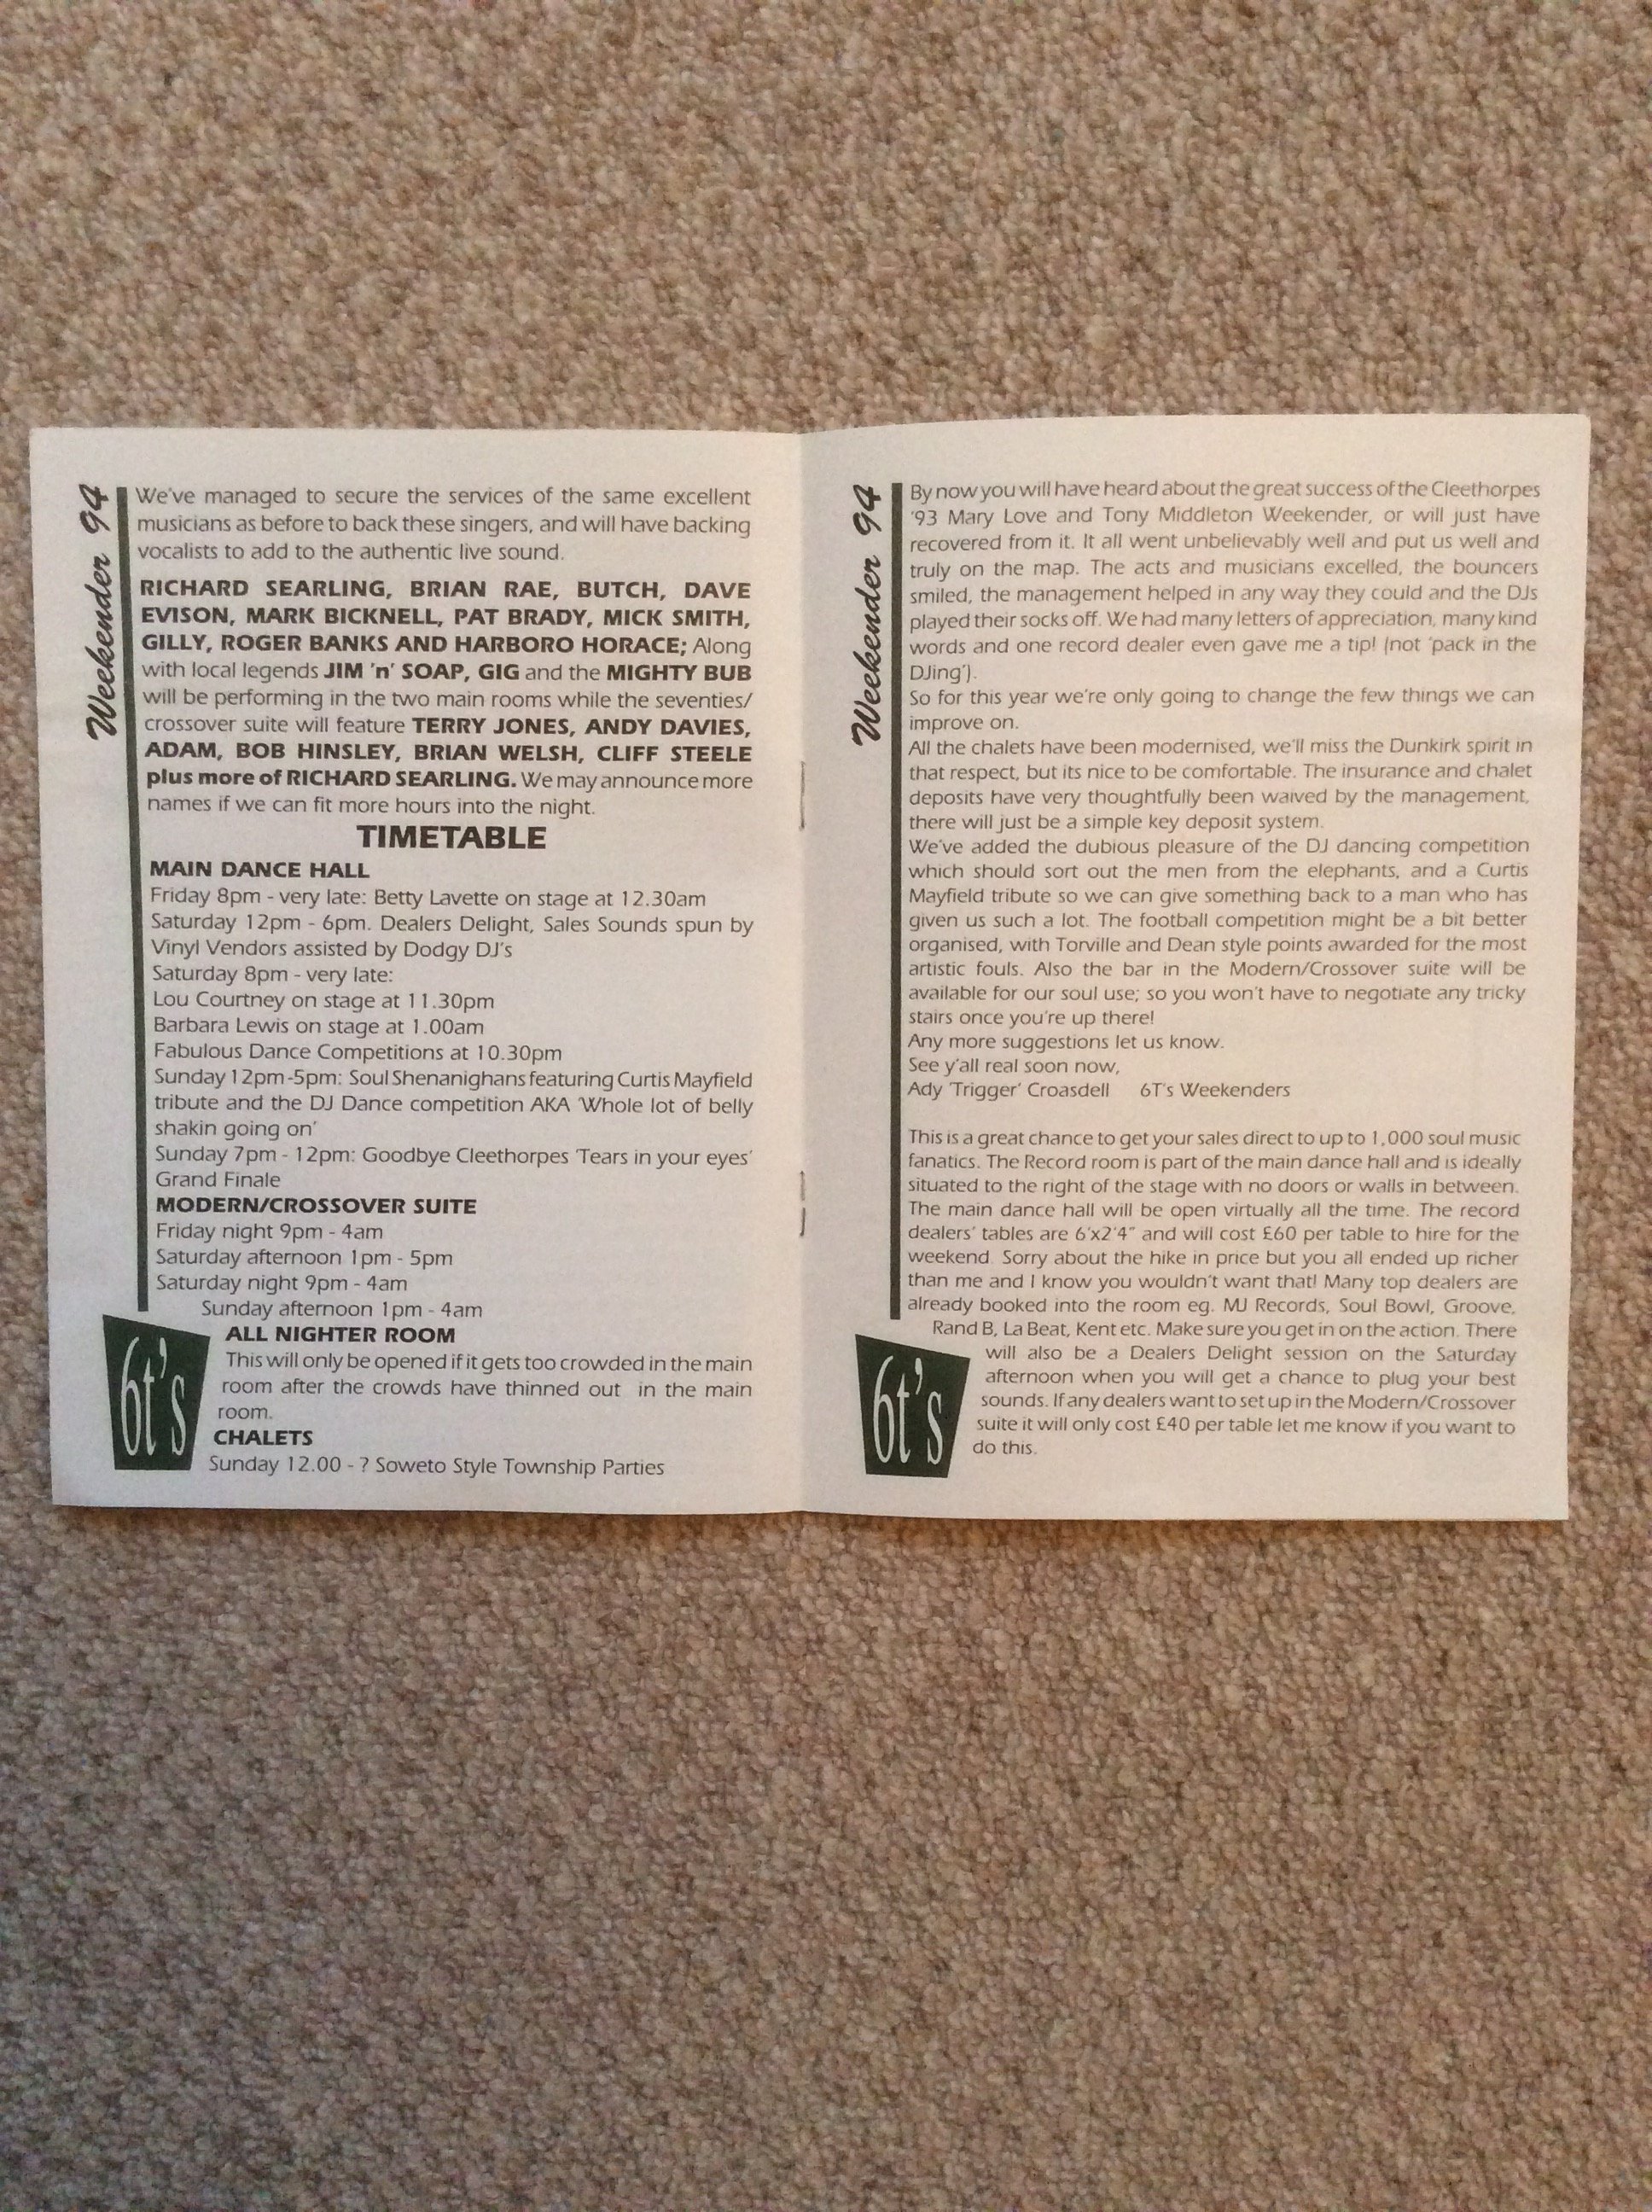 Weekender 94
We've managed to secure the services of the same excellent
musicians as before to back these singers, and will have backing
vocalists to add to the authentic live sound.
RICHARD SEARLING, BRIAN RAE, BUTCH, DAVE
EVISON, MARK BICKNELL, PAT BRADY, MICK SMITH,
GILLY, ROGER BANKS AND HARBORO HORACE; Along
with local legends JIM 'n' SOAP, GIG and the MIGHTY BUB
will be performing in the two main rooms while the seventies/
crossover suite will feature TERRY JONES, ANDY DAVIES,
ADAM, BOB HINSLEY, BRIAN WELSH, CLIFF STEELE
plus more of RICHARD SEARLING. We may announce more
names if we can fit more hours into the night.
TIMETABLE
MAIN DANCE HALL
Friday 8pm - very late: Betty Lavette on stage at 12.30am
Saturday 12pm - 6pm. Dealers Delight, Sales Sounds spun by
Vinyl Vendors assisted by Dodgy DJ's
Saturday 8pm - very late:
Lou Courtney on stage at 11.30pm
Barbara Lewis on stage at 1.00am
Fabulous Dance Competitions at 10.30pm
Sunday 12pm-5pm: Soul Shenanighans featuring Curtis Mayfield
tribute and the DJ Dance competition AKA 'Whole lot of belly
shakin going on'
Sunday 7pm - 12pm: Goodbye Cleethorpes 'Tears in your eyes'
Grand Finale
MODERN/CROSSOVER SUITE
Friday night 9pm - 4am
Saturday afternoon 1pm - 5pm
Saturday night 9pm - 4am
Sunday afternoon 1pm - 4am
ALL NIGHTER ROOM
This will only be opened if it gets too crowded in the main
room after the crowds have thinned out in the main
room.
CHALETS
Sunday 12.00 - ? Soweto Style Township Parties
6t's
Weekender 94
By now you will have heard about the great success of the Cleethorpes
'93 Mary Love and Tony Middleton Weekender, or will just have
recovered from it. It all went unbelievably well and put us well and
truly on the map. The acts and musicians excelled, the bouncers
smiled, the management helped in any way they could and the DJs
played their socks off. We had many letters of appreciation, many kind
words and one record dealer even gave me a tip! (not 'pack in the
DJing').
So for this year we're only going to change the few things we can
improve on.
All the chalets have been modernised, we'll miss the Dunkirk spirit in
that respect, but its nice to be comfortable. The insurance and chalet
deposits have very thoughtfully been waived by the management,
there will just be a simple key deposit system.
We've added the dubious pleasure of the DJ dancing competition
which should sort out the men from the elephants, and a Curtis
Mayfield tribute so we can give something back to a man who has
given us such a lot. The football competition might be a bit better
organised, with Torville and Dean style points awarded for the most
artistic fouls. Also the bar in the Modern/Crossover suite will be
available for our soul use; so you won't have to negotiate any tricky
stairs once you're up there!
Any more suggestions let us know.
See y'all real soon now,
Ady 'Trigger' Croasdell 6T's Weekenders
This is a great chance to get your sales direct to up to 1,000 soul music
fanatics. The Record room is part of the main dance hall and is ideally
situated to the right of the stage with no doors or walls in between.
The main dance hall will be open virtually all the time. The record
dealers' tables are 6'x2'4" and will cost £60 per table to hire for the
weekend. Sorry about the hike in price but you all ended up richer
than me and I know you wouldn't want that! Many top dealers are
already booked into the room eg. MJ Records, Soul Bowl, Groove,
Rand B, La Beat, Kent etc. Make sure you get in on the action. There
will also be a Dealers Delight session on the Saturday
afternoon when you will get a chance to plug your best
sounds. If any dealers want to set up in the Modern/Crossover
suite it will only cost £40 per table let me know if you want to
do this.
6t's